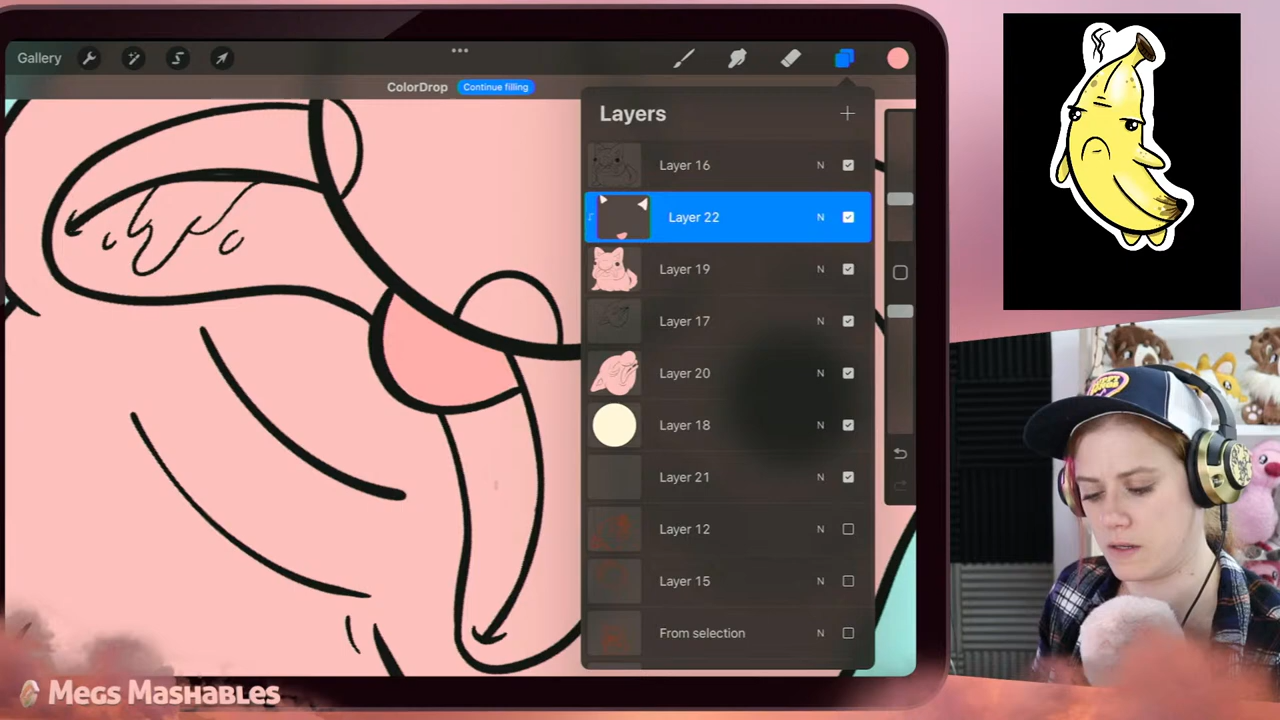 Gallery
ColorDrop Continue filling
Layers
Layer 16 N
Layer 22 N
Layer 19 N
Layer 17 N
Layer 20 N
Layer 18 N
Layer 21 N
Layer 12 N
Layer 15 N
From selection N
Megs Mashables